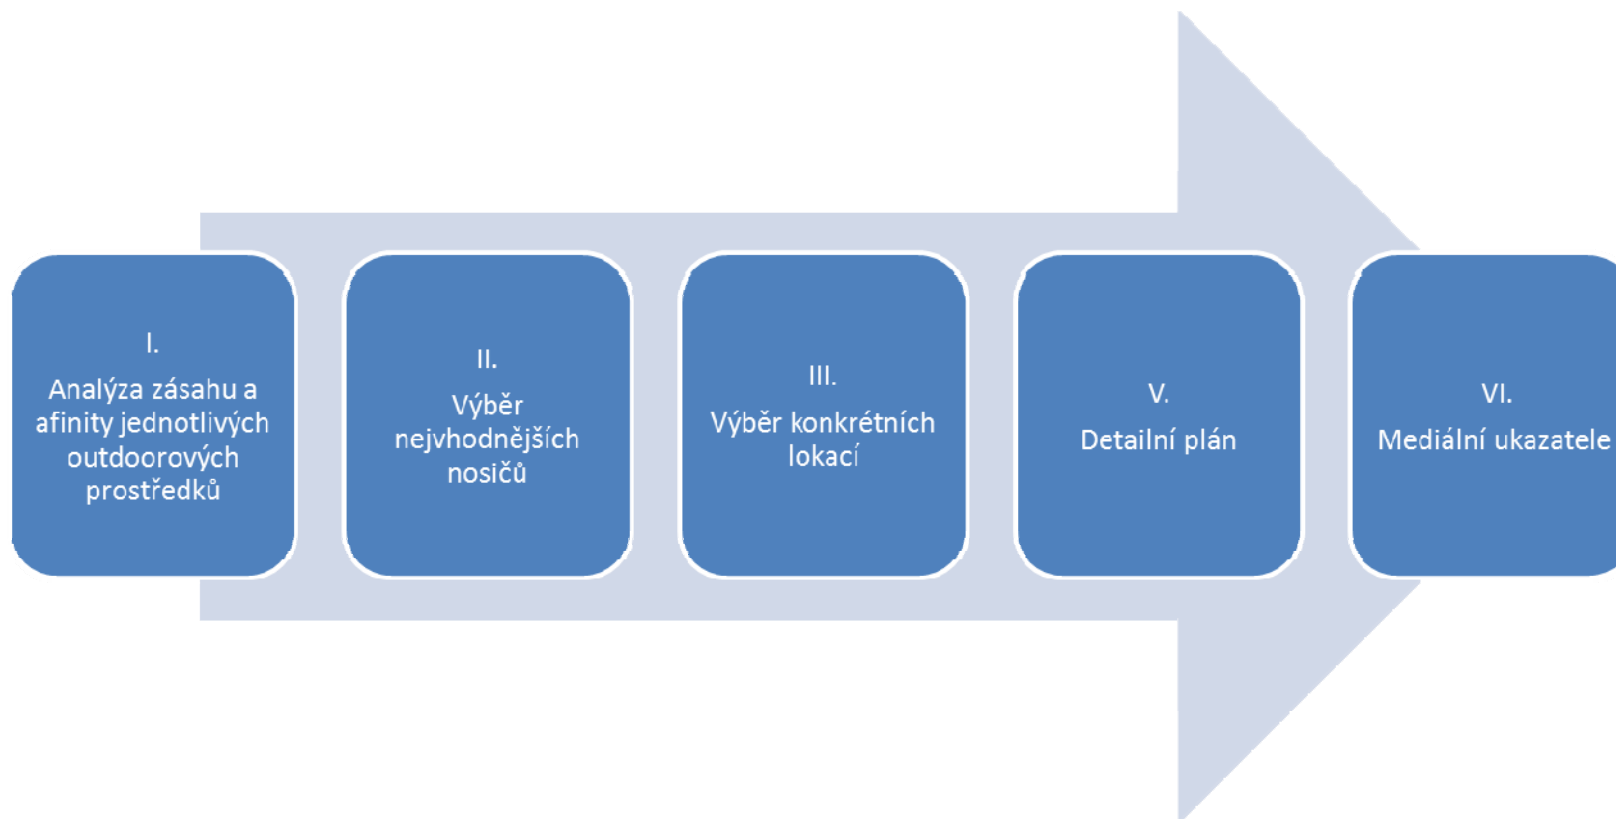 I.
Analýza zásahu a
afinity jednotlivých
outdoorových
prostředků
II.
Výběr
nejvhodnějších
nosičů
III.
Výběr konkrétních
lokací
V.
Detailní plán
VI.
Mediální ukazatele